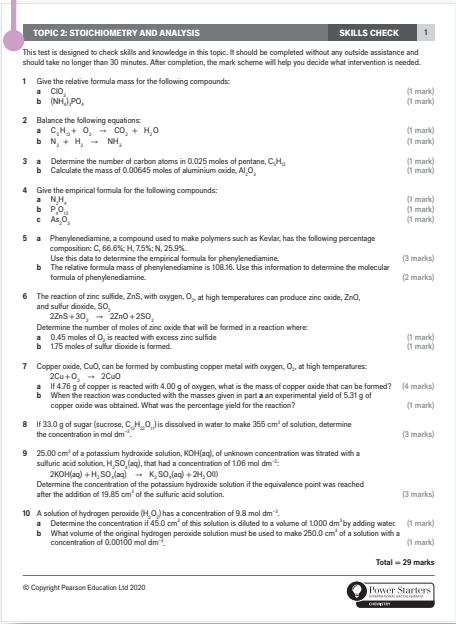 TOPIC 2: STOICHIOMETRY AND ANALYSIS SKILLS CHECK 1
This test is designed to check skills and knowledge in this topic. It should be completed without any outside assistance and
should take no longer than 30 minutes. After completion, the mark scheme will help you decide what intervention is needed.
1 Give the relative formula mass for the following compounds:
a ClO₂ (1 mark)
b (NH₄)₃PO₄ (1 mark)
2 Balance the following equations:
a C₅H₁₂ + O₂ → CO₂ + H₂O (1 mark)
b N₂ + H₂ → NH₃ (1 mark)
3 a Determine the number of carbon atoms in 0.025 moles of pentane, C₅H₁₂ (1 mark)
b Calculate the mass of 0.00645 moles of aluminium oxide, Al₂O₃ (1 mark)
4 Give the empirical formula for the following compounds:
a N₂H₄ (1 mark)
b P₄O₁₀ (1 mark)
c As₂O₃ (1 mark)
5 a Phenylenediamine, a compound used to make polymers such as Kevlar, has the following percentage
composition: C, 66.6%; H, 7.5%; N, 25.9%.
Use this data to determine the empirical formula for phenylenediamine. (3 marks)
b The relative formula mass of phenylenediamine is 108.16. Use this information to determine the molecular
formula of phenylenediamine. (2 marks)
6 The reaction of zinc sulfide, ZnS, with oxygen, O₂, at high temperatures can produce zinc oxide, ZnO,
and sulfur dioxide, SO₂
2ZnS + 3O₂ → 2ZnO + 2SO₂
Determine the number of moles of zinc oxide that will be formed in a reaction where:
a 0.45 moles of O₂ is reacted with excess zinc sulfide (1 mark)
b 1.75 moles of sulfur dioxide is formed. (1 mark)
7 Copper oxide, CuO, can be formed by combusting copper metal with oxygen, O₂, at high temperatures:
2Cu + O₂ → 2CuO
a If 4.76 g of copper is reacted with 4.00 g of oxygen, what is the mass of copper oxide that can be formed? (4 marks)
b When the reaction was conducted with the masses given in part a an experimental yield of 5.31 g of
copper oxide was obtained. What was the percentage yield for the reaction? (1 mark)
8 If 33.0 g of sugar (sucrose, C₁₂H₂₂O₁₁) is dissolved in water to make 355 cm³ of solution, determine
the concentration in mol dm⁻³. (3 marks)
9 25.00 cm³ of a potassium hydroxide solution, KOH(aq), of unknown concentration was titrated with a
sulfuric acid solution, H₂SO₄(aq), that had a concentration of 1.06 mol dm⁻³:
2KOH(aq) + H₂SO₄(aq) → K₂SO₄(aq) + 2H₂O(l)
Determine the concentration of the potassium hydroxide solution if the equivalence point was reached
after the addition of 19.85 cm³ of the sulfuric acid solution. (3 marks)
10 A solution of hydrogen peroxide (H₂O₂) has a concentration of 9.8 mol dm⁻³.
a Determine the concentration if 45.0 cm³ of this solution is diluted to a volume of 1.000 dm³ by adding water. (1 mark)
b What volume of the original hydrogen peroxide solution must be used to make 250.0 cm³ of a solution with a
concentration of 0.00100 mol dm⁻³. (1 mark)
Total = 29 marks
© Copyright Pearson Education Ltd 2020
Power Starters
INTERNATIONAL BACCALAUREATE
CHEMISTRY